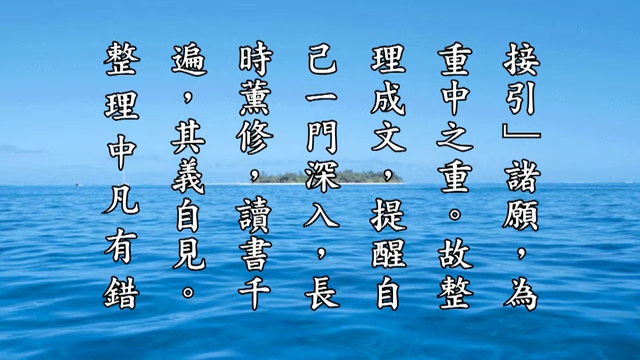 接引」諸願，為
重中之重。故整
理成文，提醒自
己一門深入，長
時薰修，讀書千
遍，其義自見。
整理中凡有錯